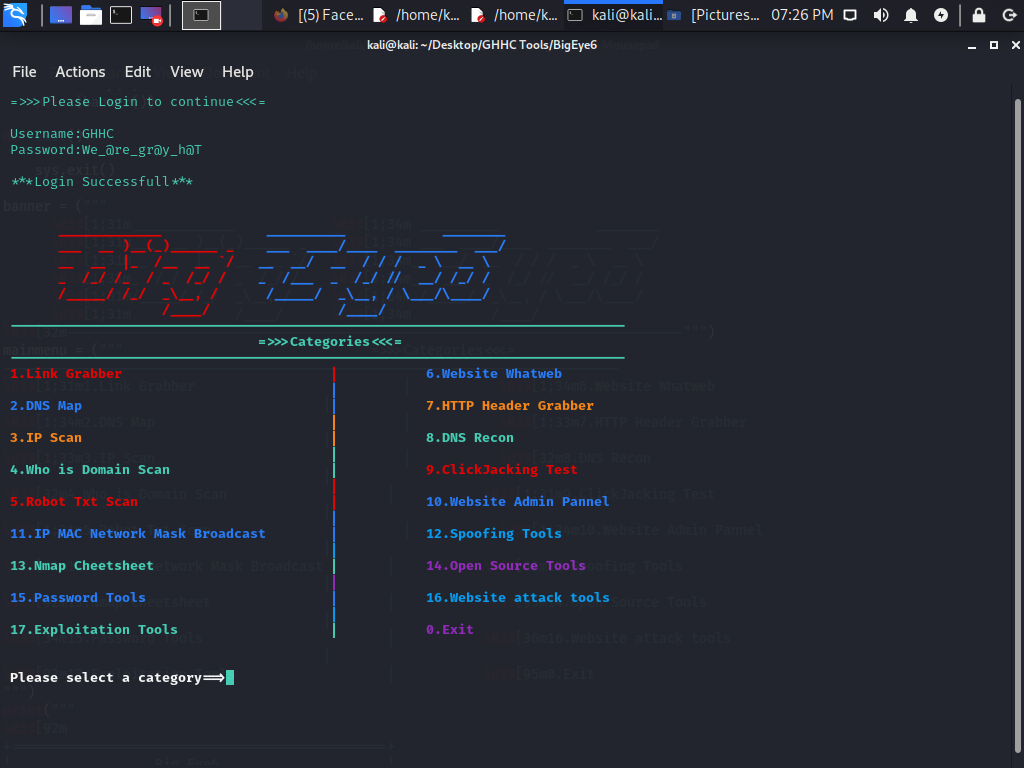 [(5) Face...
/home/k...
/home/k...
kali@kali...
[Pictures...
07:26 PM
kali@kali: ~/Desktop/GHHC Tools/BigEye6
File Actions Edit View Help
=>>>Please Login to continue<<<=
Username:GHHC
Password:We_@re_gr@y_h@T
***Login Successfull***
=>>>Categories<<<=
1.Link Grabber
6.Website Whatweb
2.DNS Map
7.HTTP Header Grabber
3.IP Scan
8.DNS Recon
4.Who is Domain Scan
9.ClickJacking Test
5.Robot Txt Scan
10.Website Admin Pannel
11.IP MAC Network Mask Broadcast
12.Spoofing Tools
13.Nmap Cheetsheet
14.Open Source Tools
15.Password Tools
16.Website attack tools
17.Exploitation Tools
0.Exit
Please select a category==>